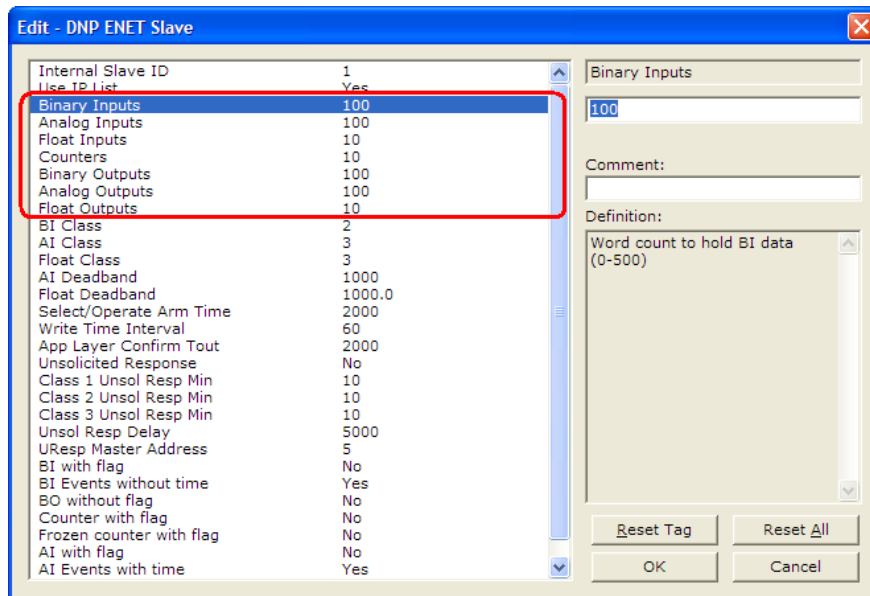 Edit - DNP ENET Slave
Internal Slave ID 1
Use IP List Yes
Binary Inputs 100
Analog Inputs 100
Float Inputs 10
Counters 10
Binary Outputs 100
Analog Outputs 100
Float Outputs 10
BI Class 2
AI Class 3
Float Class 3
AI Deadband 1000
Float Deadband 1000.0
Select/Operate Arm Time 2000
Write Time Interval 60
App Layer Confirm Tout 2000
Unsolicited Response No
Class 1 Unsol Resp Min 10
Class 2 Unsol Resp Min 10
Class 3 Unsol Resp Min 10
Unsol Resp Delay 5000
UResp Master Address 5
BI with flag No
BI Events without time Yes
BO without flag No
Counter with flag No
Frozen counter with flag No
AI with flag No
AI Events with time Yes
Binary Inputs
100
Comment:
Definition:
Word count to hold BI data
(0-500)
Reset Tag
Reset All
OK
Cancel